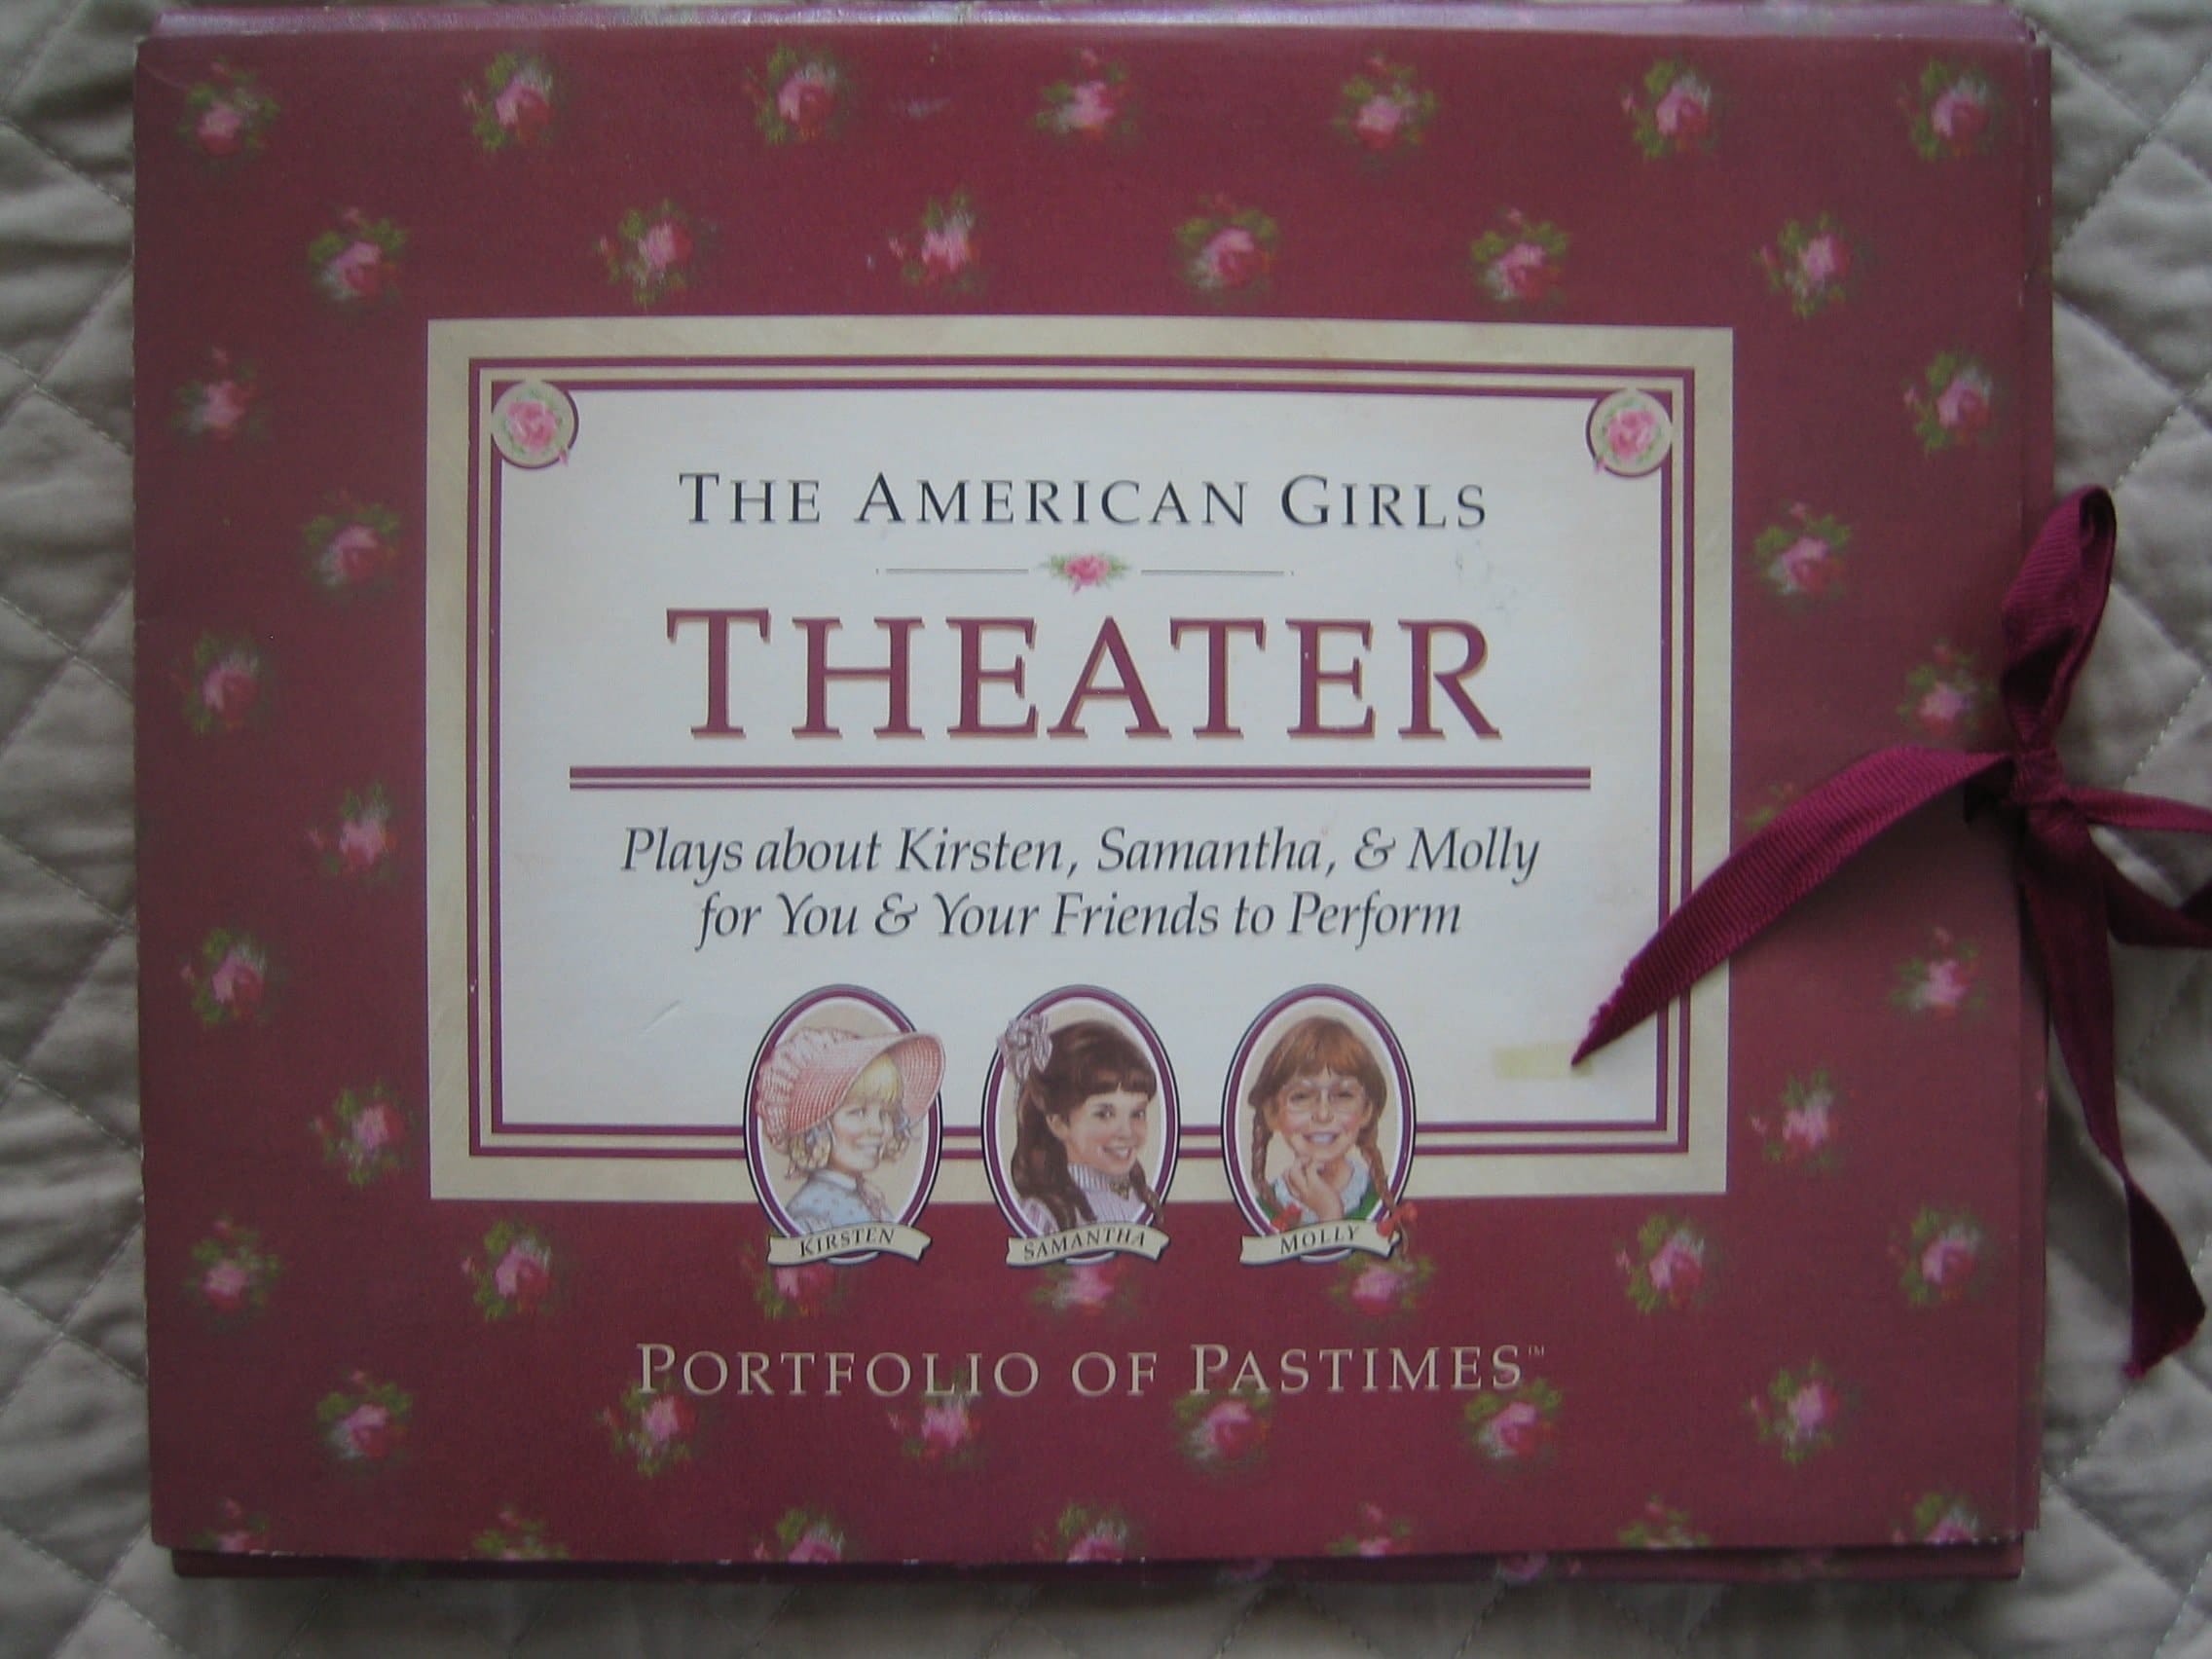 THE AMERICAN GIRLS
THEATER
Plays about Kirsten, Samantha, & Molly
for You & Your Friends to Perform
KIRSTEN
SAMANTHA
MOLLY
PORTFOLIO OF PASTIMES™